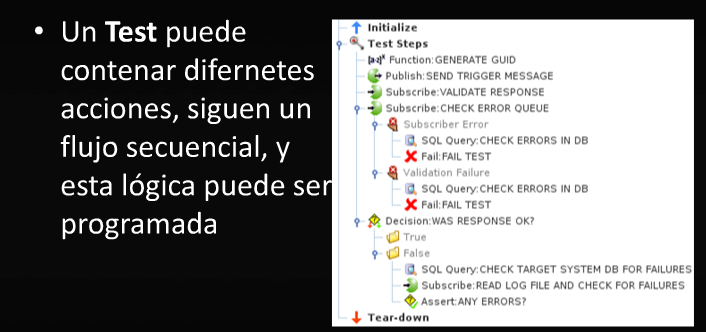 • Un Test puede
contenar difernetes
acciones, siguen un
flujo secuencial, y
esta lógica puede ser
programada
Initialize
Test Steps
Function:GENERATE GUID
Publish:SEND TRIGGER MESSAGE
Subscribe:VALIDATE RESPONSE
Subscribe:CHECK ERROR QUEUE
Subscriber Error
SQL Query:CHECK ERRORS IN DB
Fail:FAIL TEST
Validation Failure
SQL Query:CHECK ERRORS IN DB
Fail:FAIL TEST
Decision:WAS RESPONSE OK?
True
False
SQL Query:CHECK TARGET SYSTEM DB FOR FAILURES
Subscribe:READ LOG FILE AND CHECK FOR FAILURES
Assert:ANY ERRORS?
Tear-down